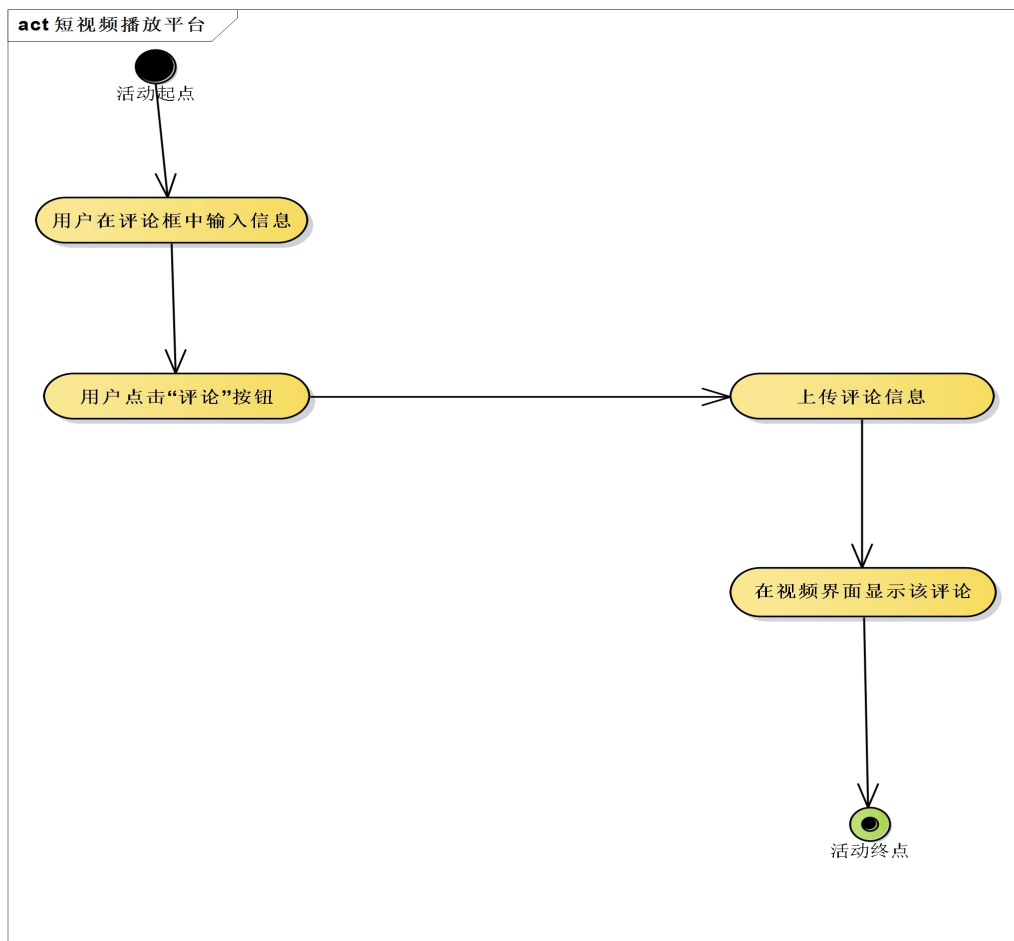 act 短视频播放平台
活动起点
用户在评论框中输入信息
用户点击“评论”按钮
上传评论信息
在视频界面显示该评论
活动终点